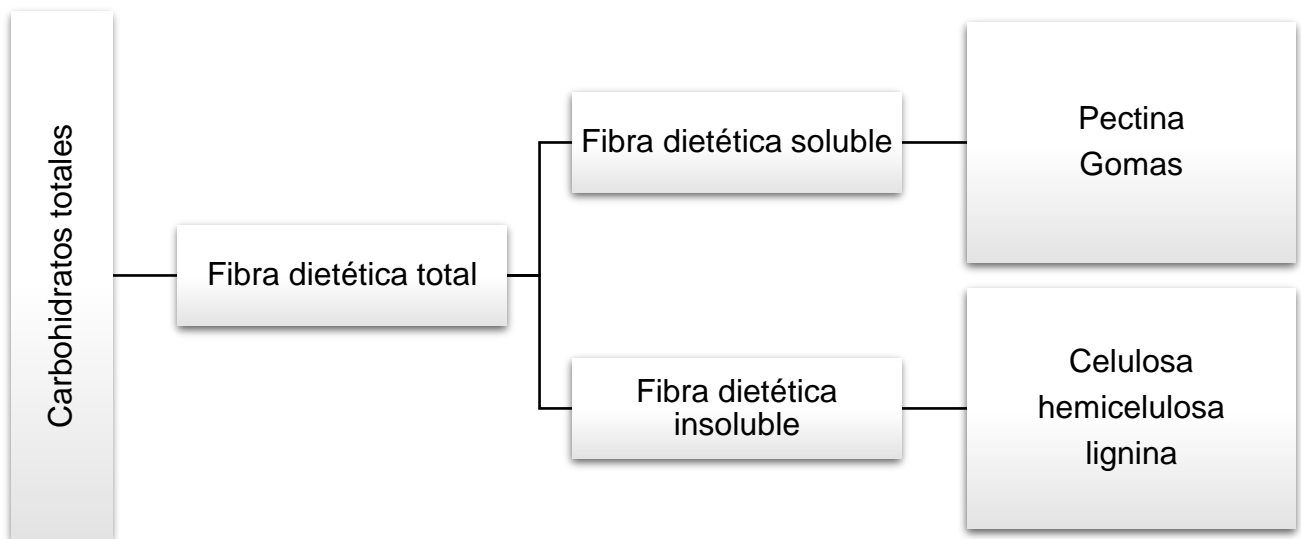 Carbohidratos totales
Fibra dietética total
Fibra dietética soluble
Pectina
Gomas
Fibra dietética
insoluble
Celulosa
hemicelulosa
lignina